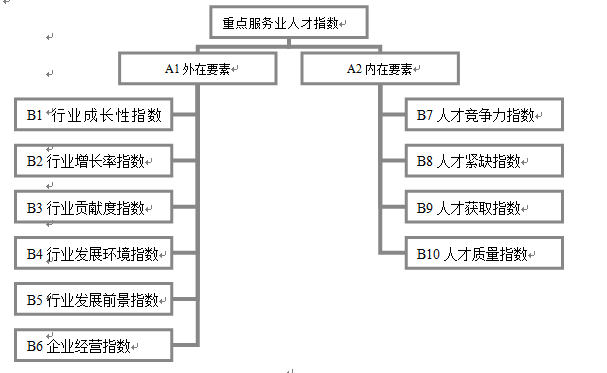 重点服务业人才指数
A1 外在要素
A2 内在要素
B1 行业成长性指数
B2 行业增长率指数
B3 行业贡献度指数
B4 行业发展环境指数
B5 行业发展前景指数
B6 企业经营指数
B7 人才竞争力指数
B8 人才紧缺指数
B9 人才获取指数
B10 人才质量指数